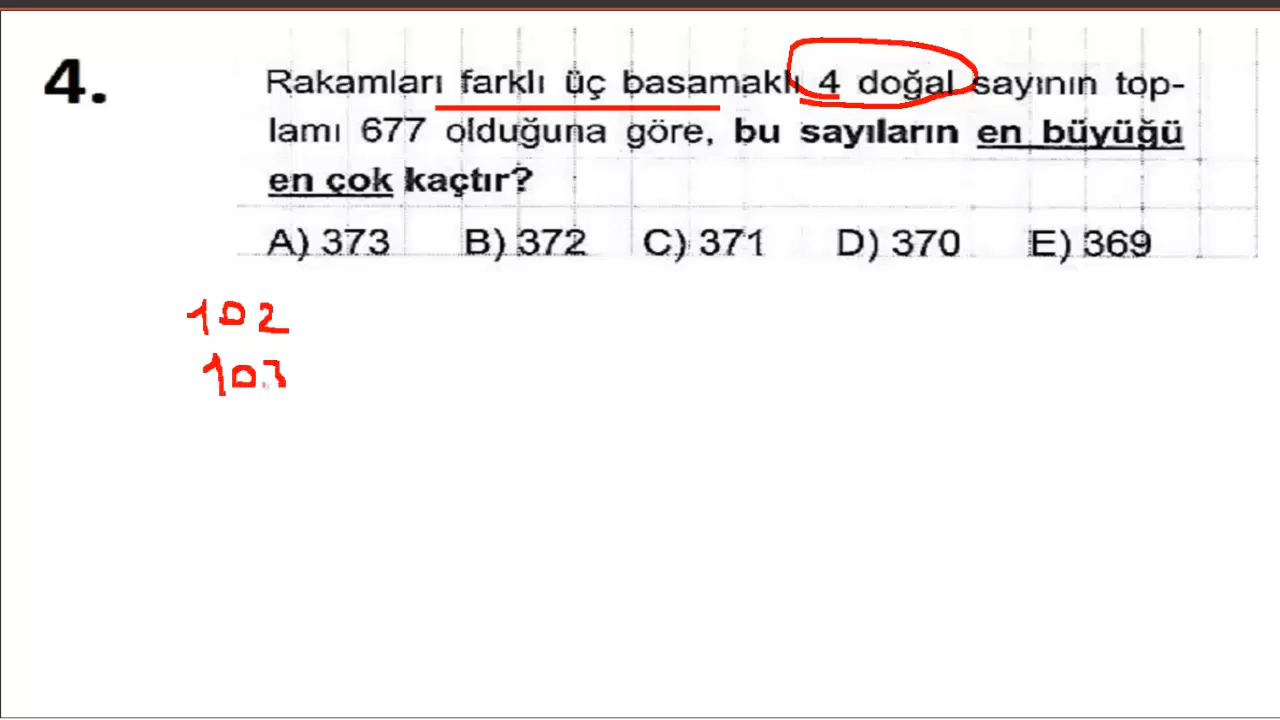 4.
Rakamları farklı üç basamaklı 4 doğal sayının top-
lamı 677 olduğuna göre, bu sayıların en büyüğü
en çok kaçtır?
A) 373 B) 372 C) 371 D) 370 E) 369
102
103